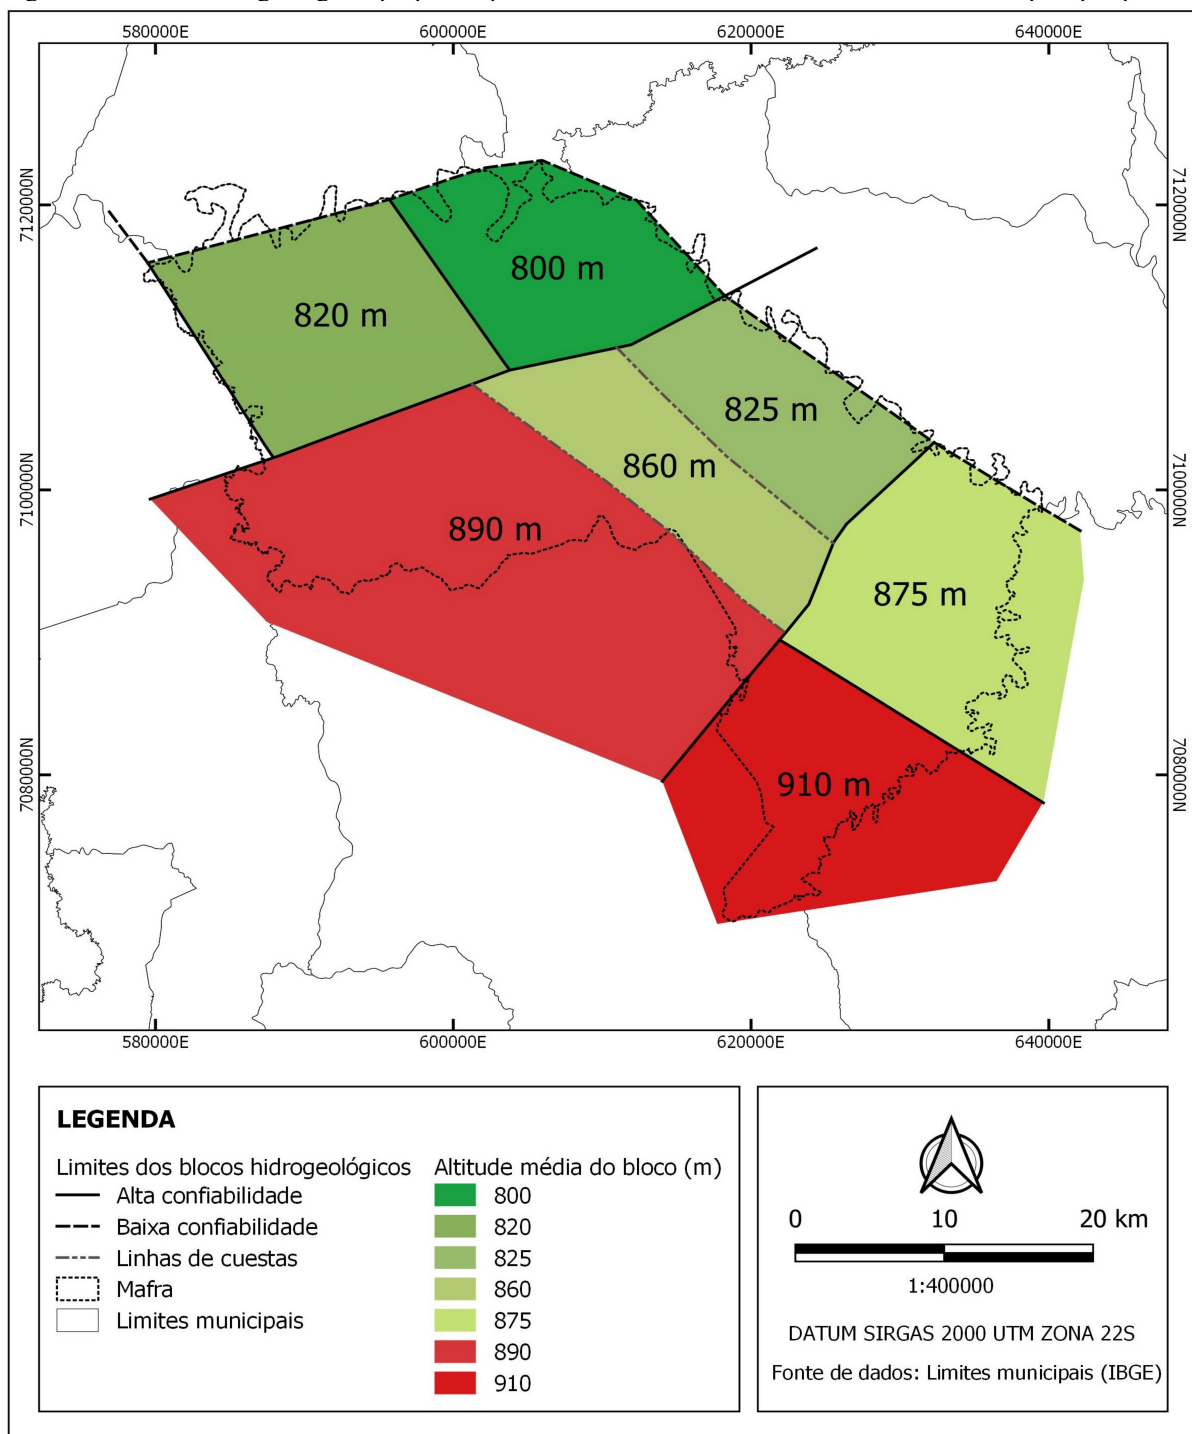 580000E 600000E 620000E 640000E
7120000N 7120000N
800 m
820 m
825 m
860 m
7100000N 7100000N
890 m
875 m
7080000N 7080000N
910 m
580000E 600000E 620000E 640000E
LEGENDA
Limites dos blocos hidrogeológicos
Alta confiabilidade
Baixa confiabilidade
Linhas de cuestas
Mafra
Limites municipais
Altitude média do bloco (m)
800
820
825
860
875
890
910
0 10 20 km
1:400000
DATUM SIRGAS 2000 UTM ZONA 22S
Fonte de dados: Limites municipais (IBGE)